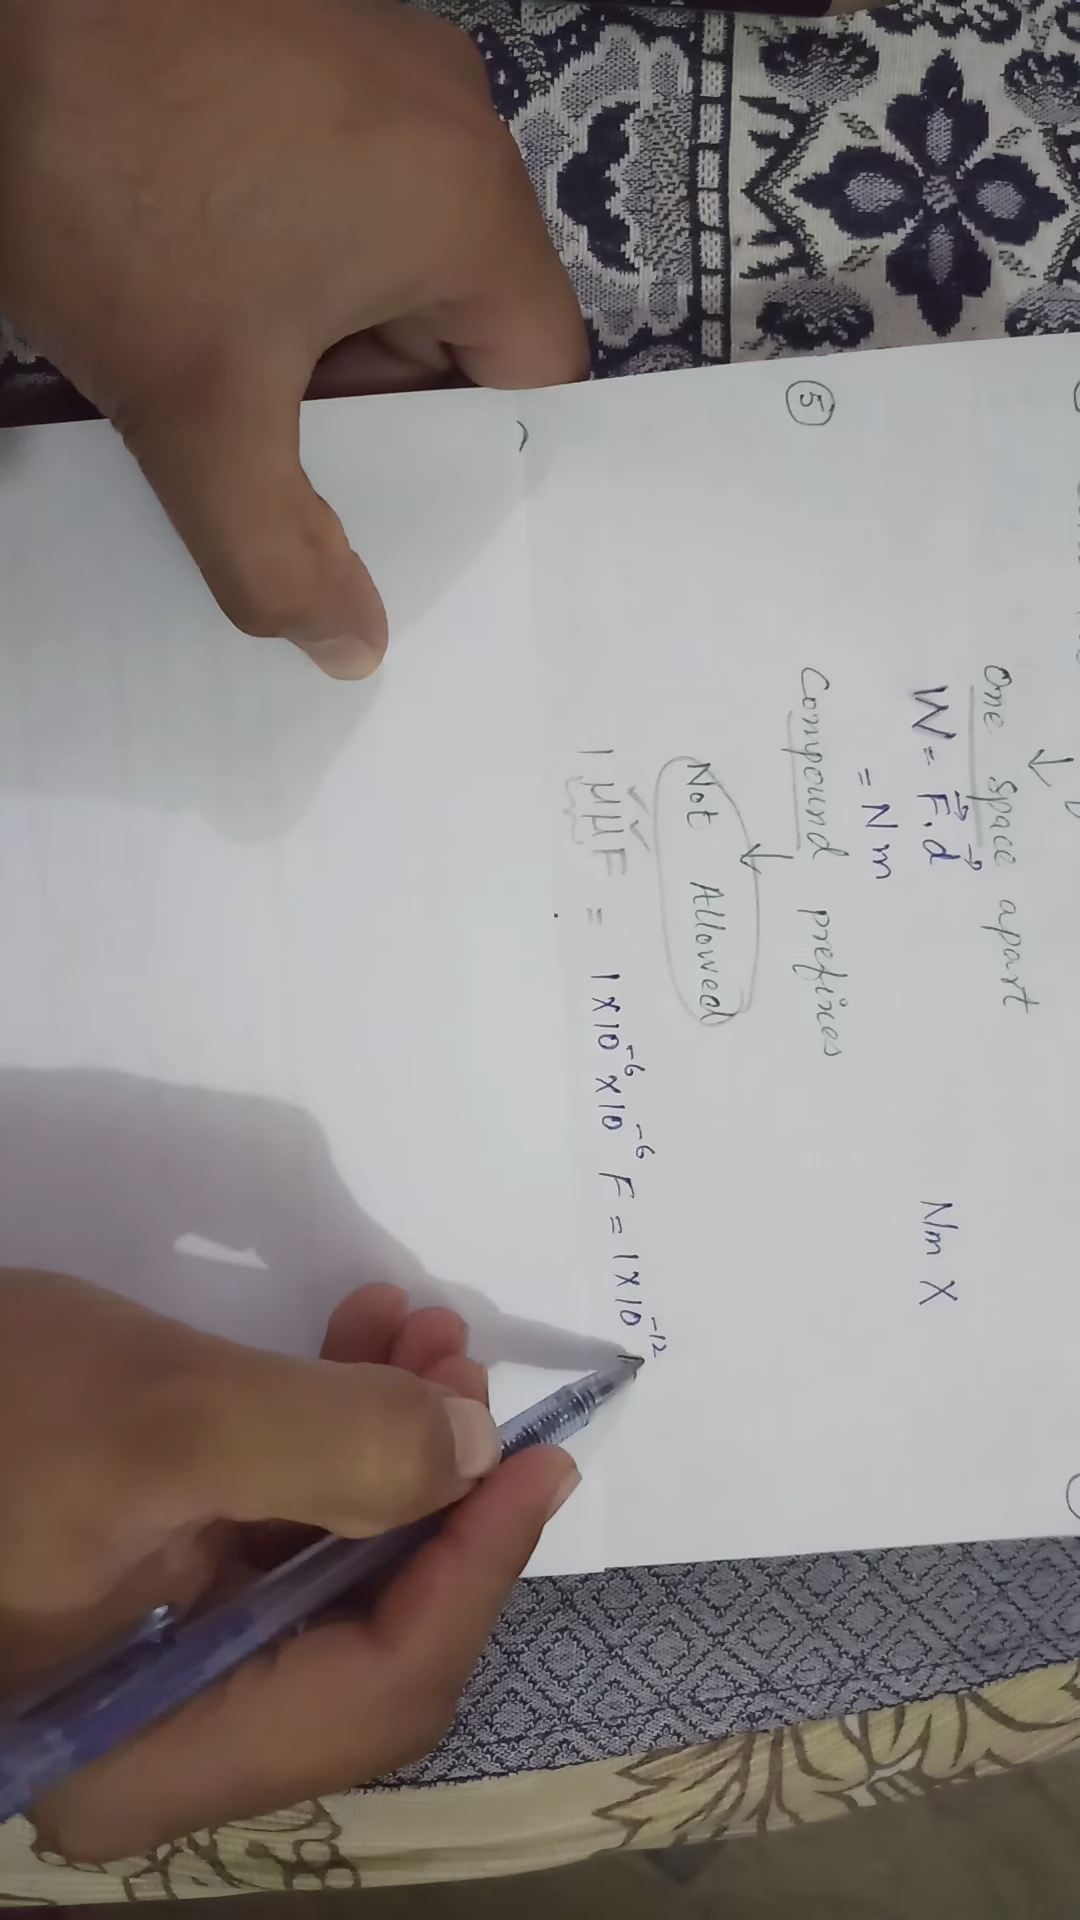 One space apart
W = F⃗ . d⃗
= N m
Nm X
⑤
Compound prefixes
Not Allowed
1 μμF = 1 x 10⁻⁶ x 10⁻⁶ F = 1 x 10⁻¹²